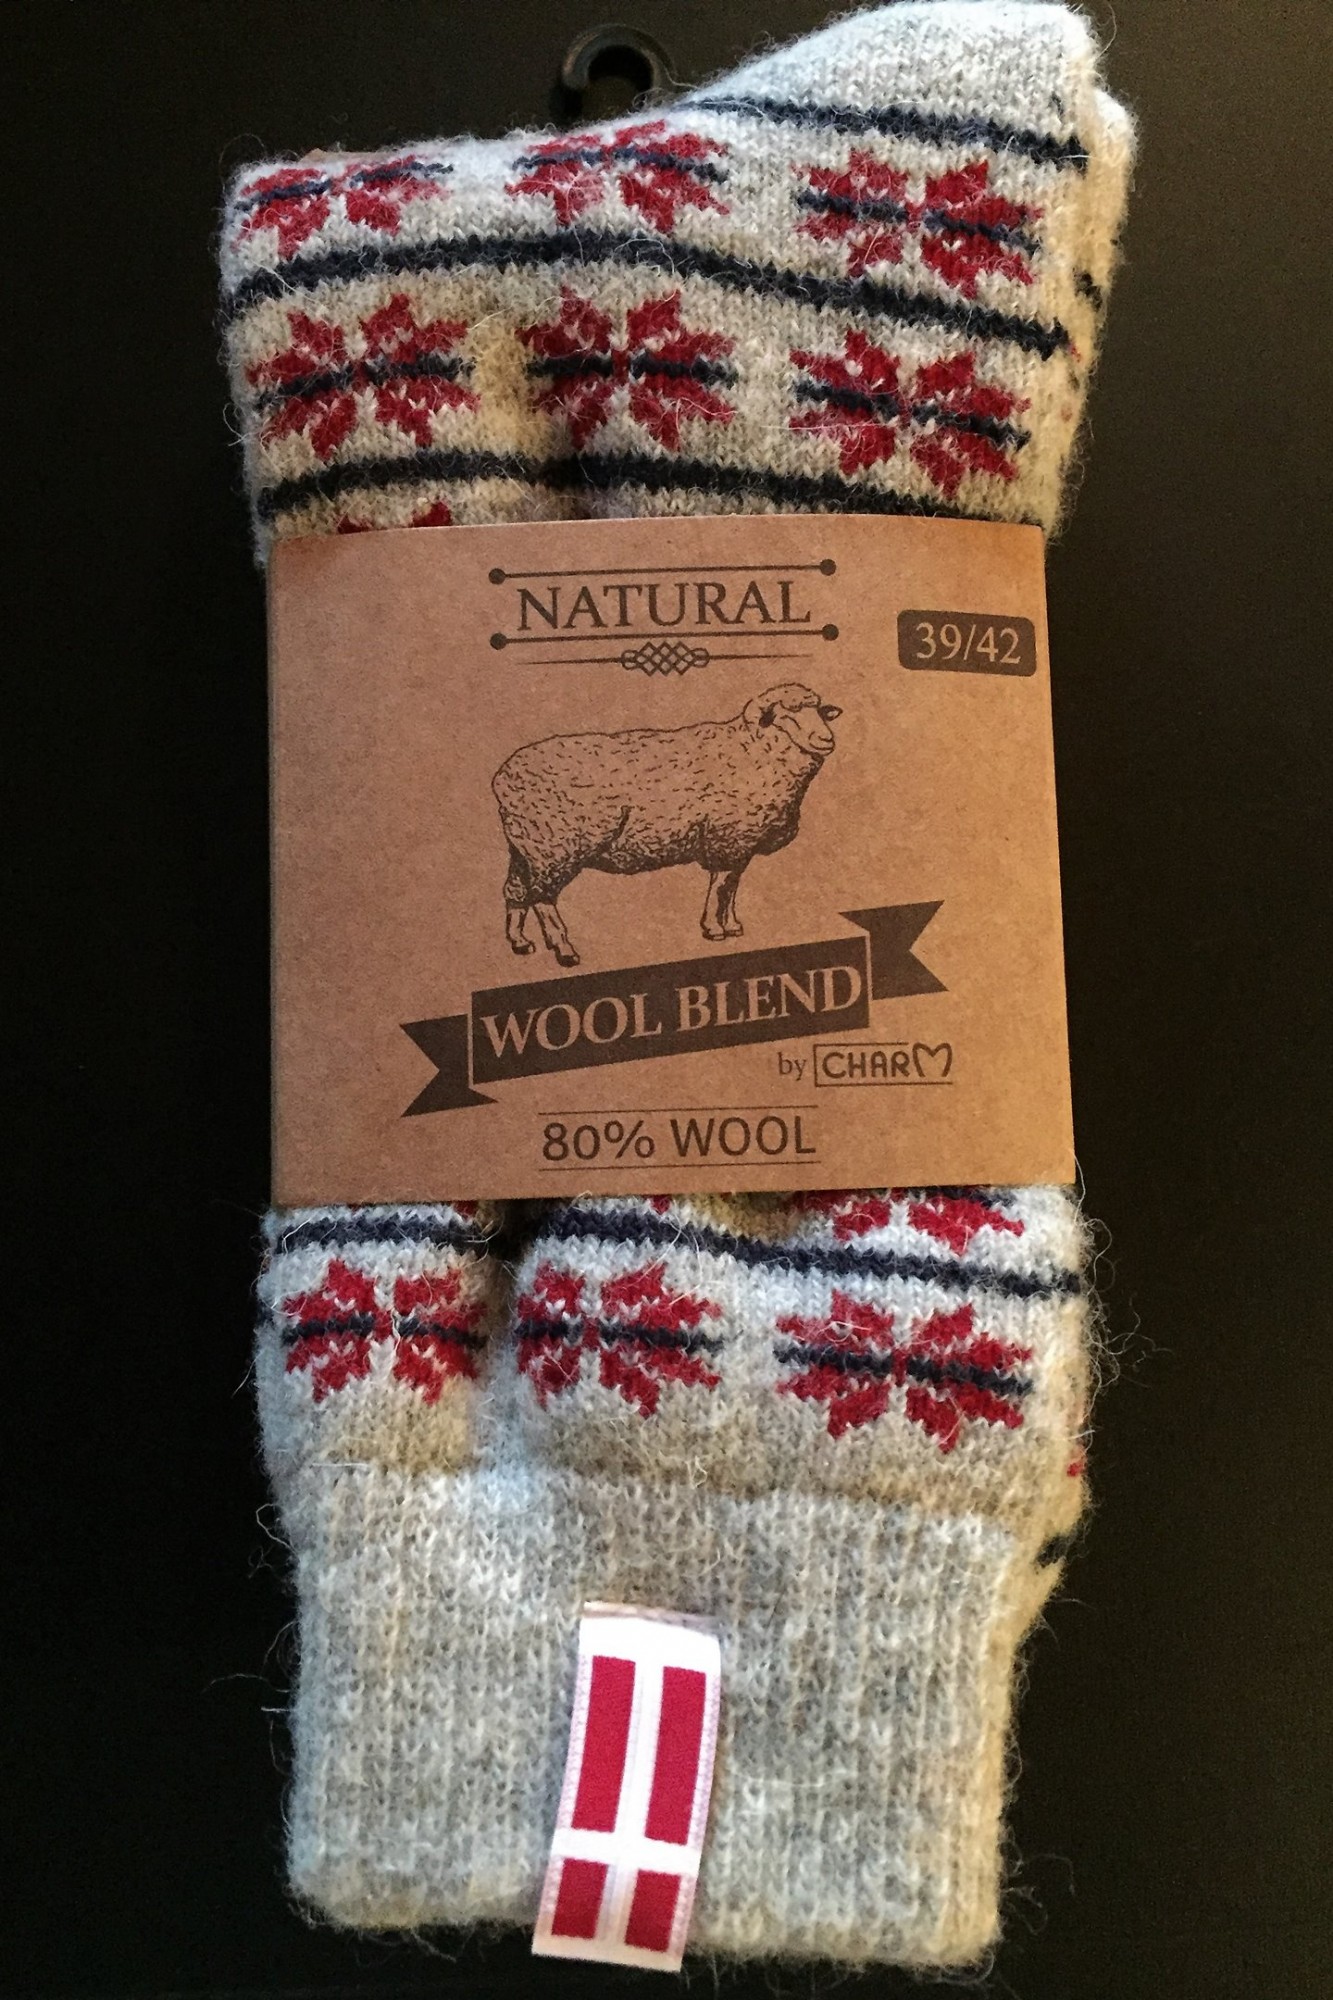 NATURAL
39/42
WOOL BLEND
by CHARM
80% WOOL